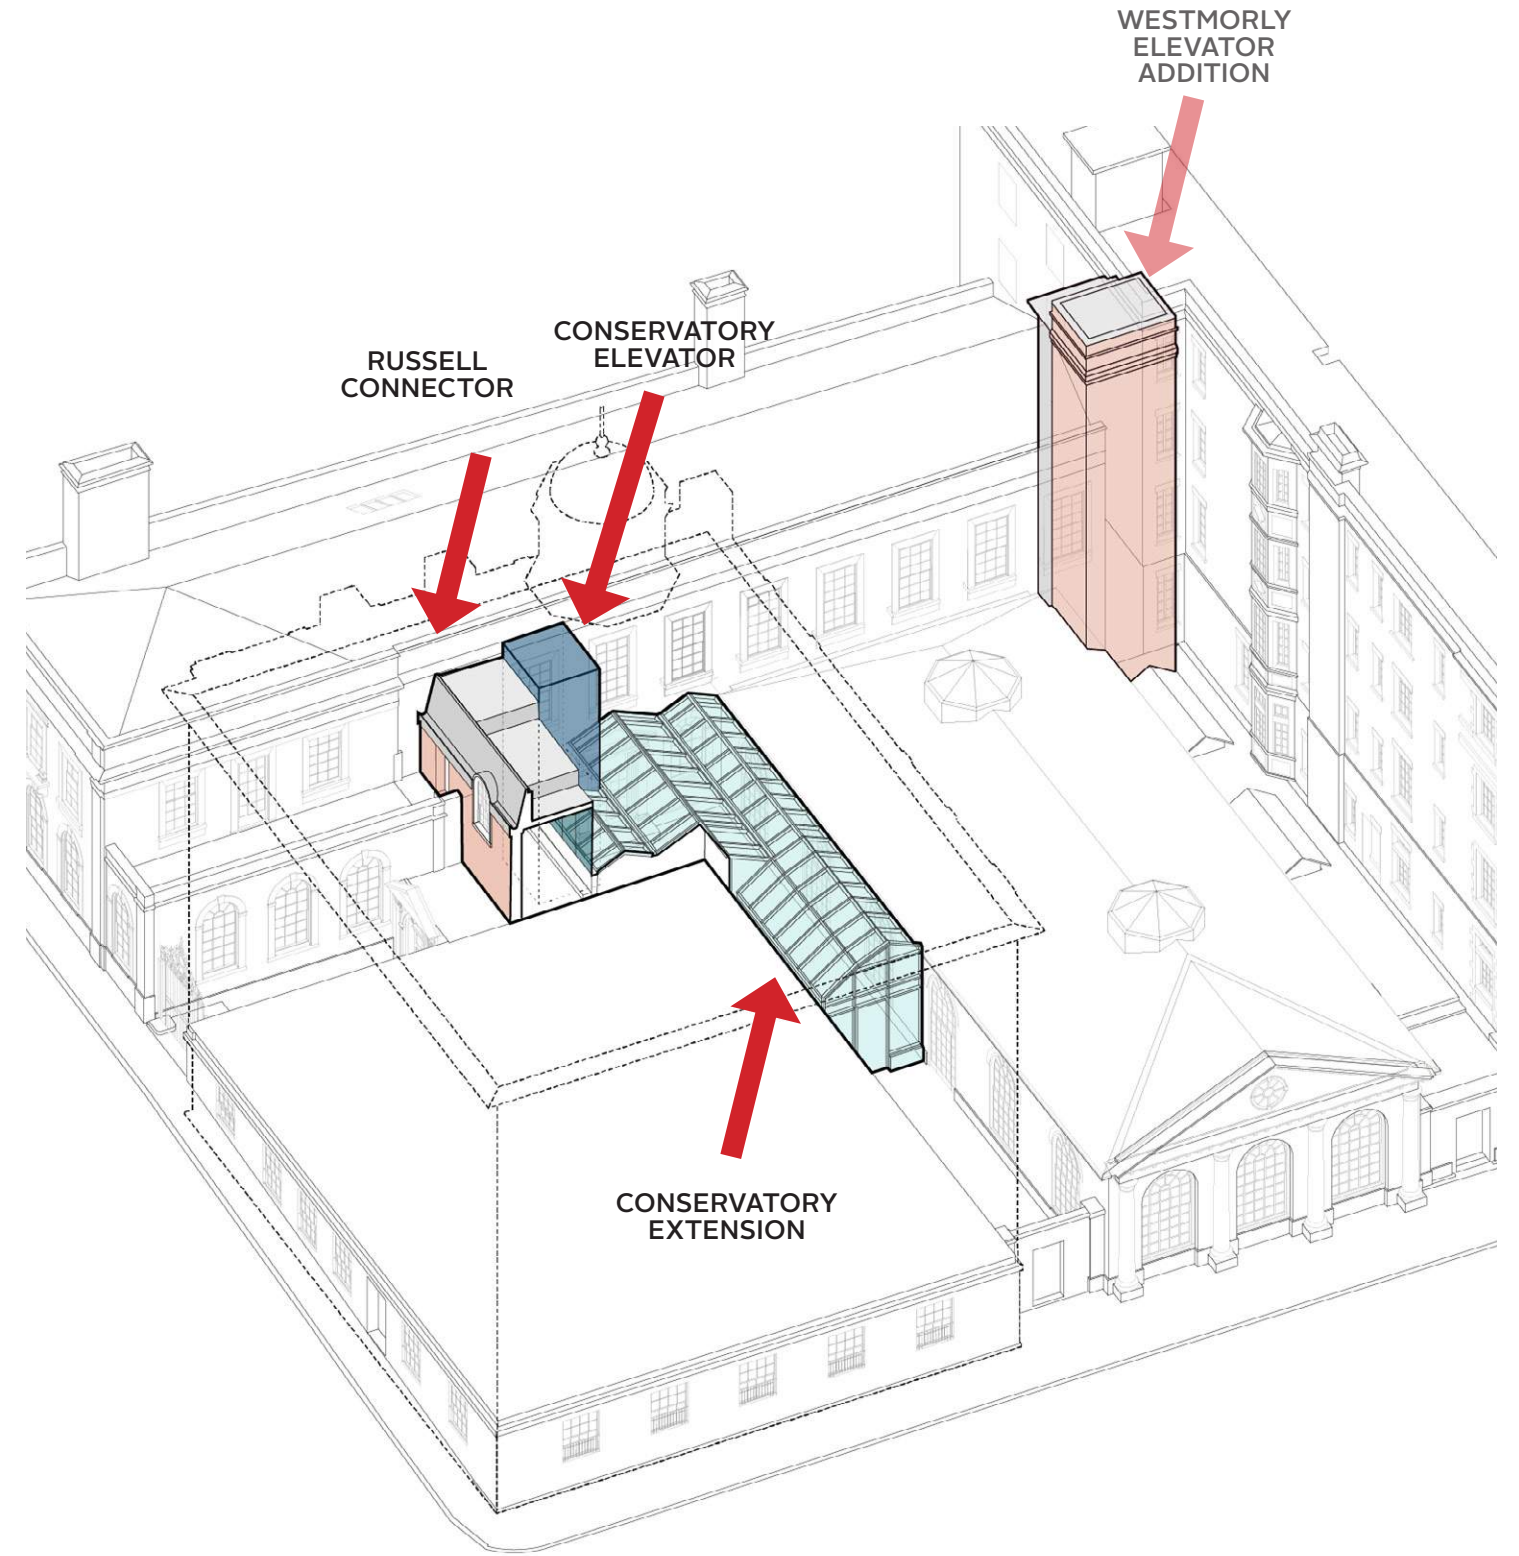 WESTMORLY
ELEVATOR
ADDITION
CONSERVATORY
ELEVATOR
RUSSELL
CONNECTOR
CONSERVATORY
EXTENSION